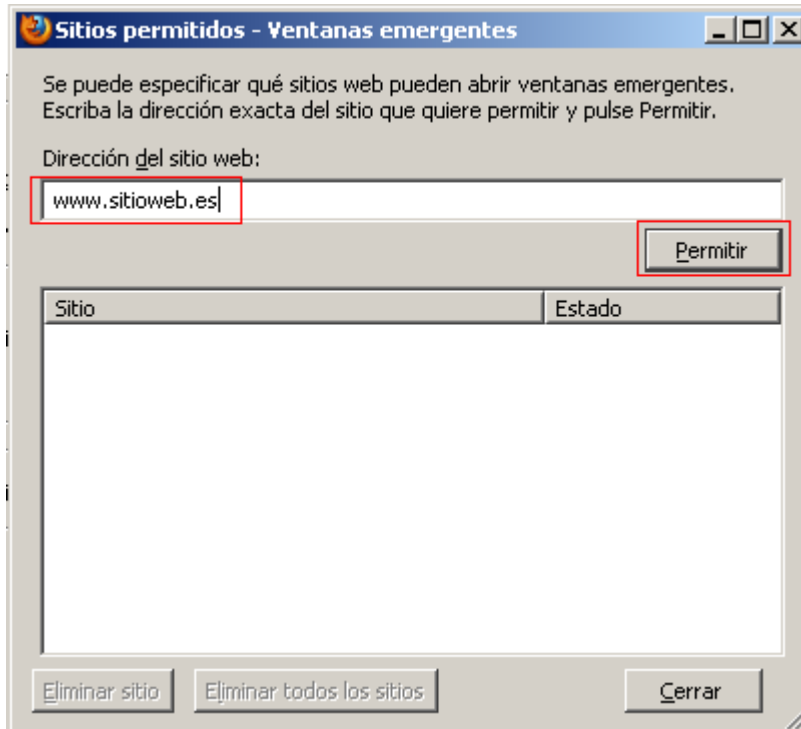 Sitios permitidos - Ventanas emergentes
Se puede especificar qué sitios web pueden abrir ventanas emergentes.
Escriba la dirección exacta del sitio que quiere permitir y pulse Permitir.
Dirección del sitio web:
www.sitioweb.es
Permitir
Sitio Estado
Eliminar sitio Eliminar todos los sitios Cerrar